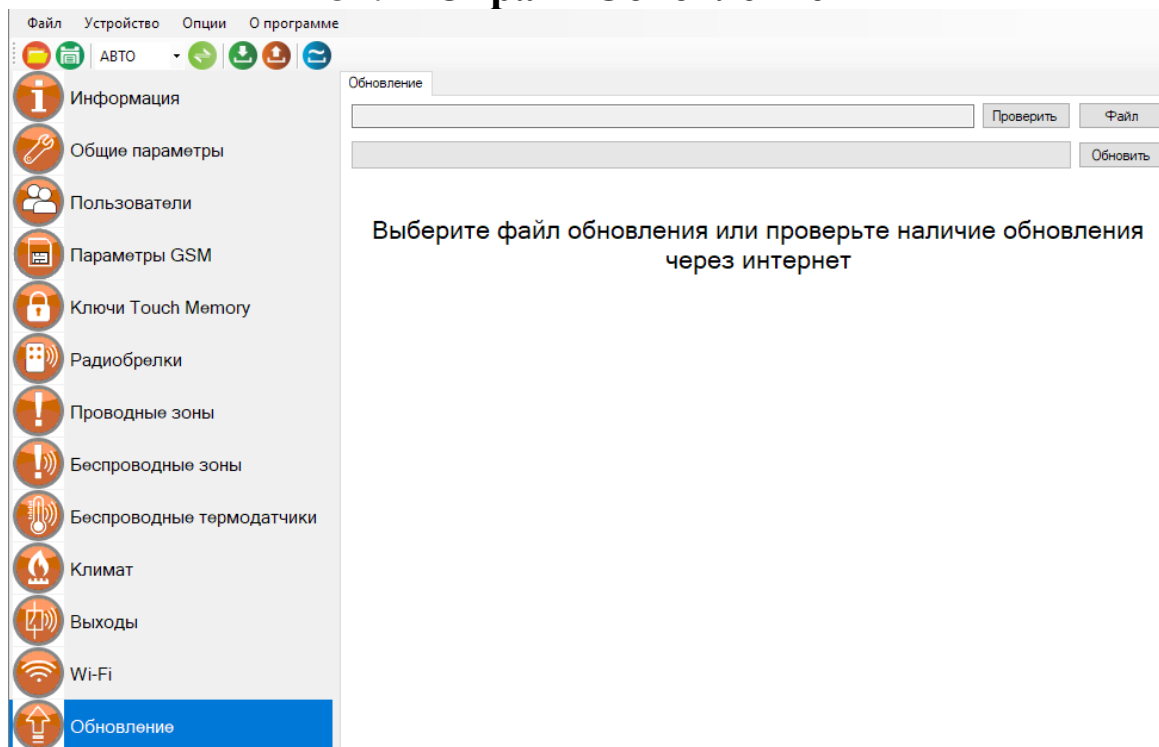 Файл Устройство Опции О программе
АВТО
Информация
Общие параметры
Пользователи
Параметры GSM
Ключи Touch Memory
Радиобрелки
Проводные зоны
Беспроводные зоны
Беспроводные термодатчики
Климат
Выходы
Wi-Fi
Обновление
Обновление
Проверить Файл
Обновить
Выберите файл обновления или проверьте наличие обновления
через интернет